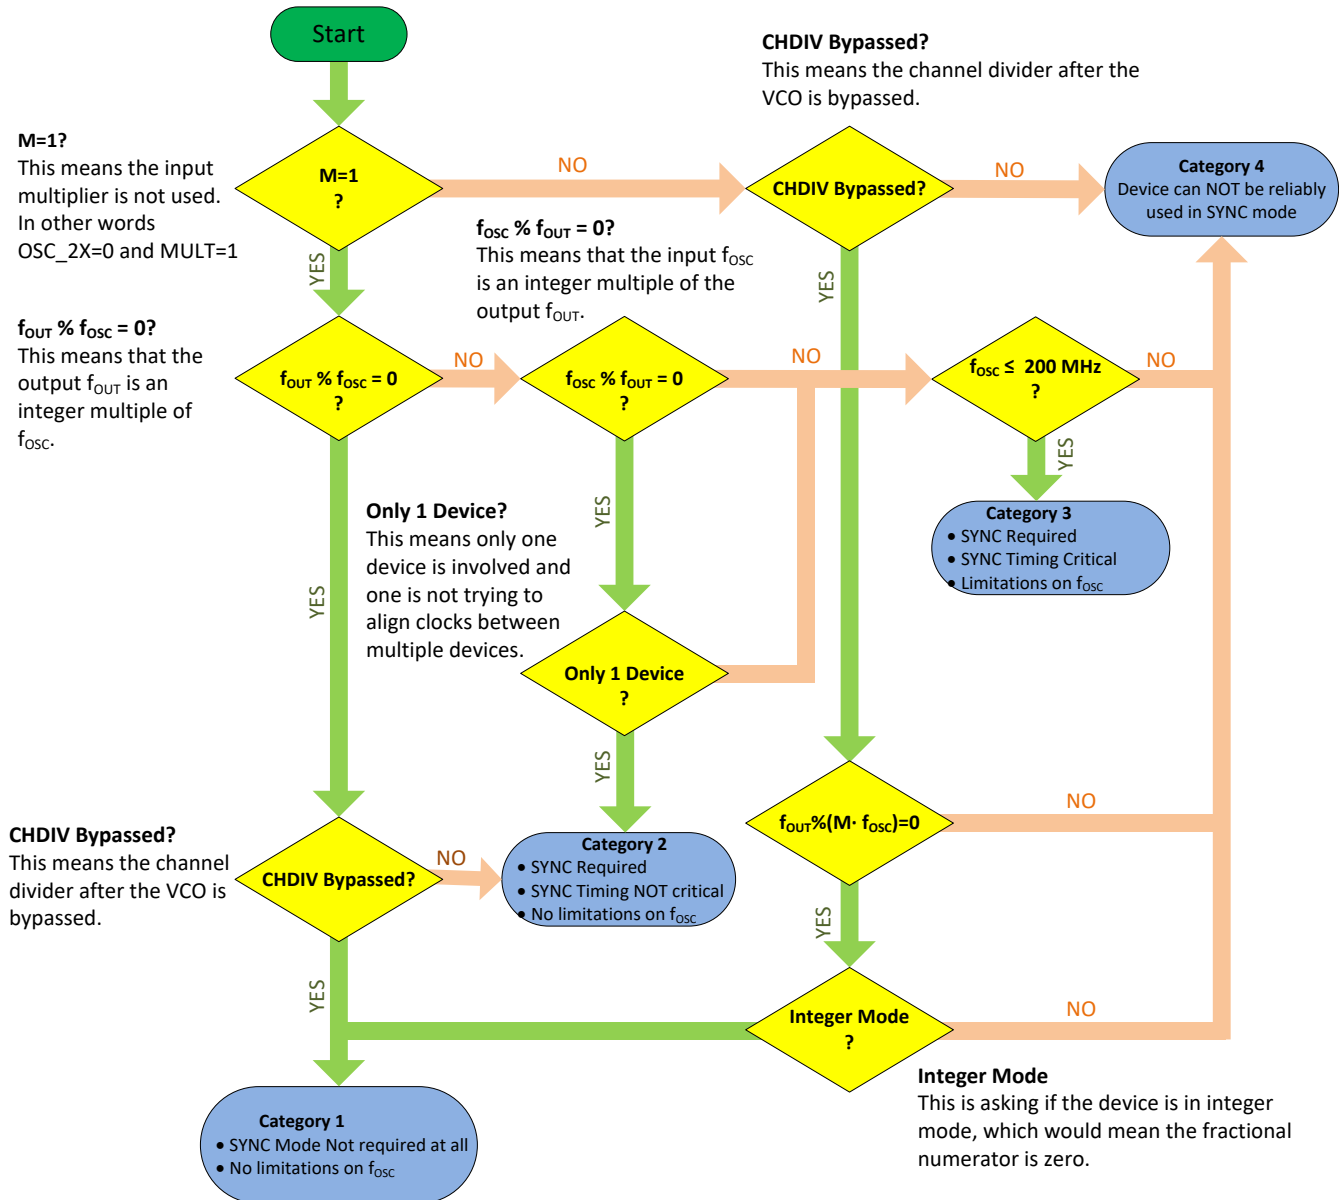 Start
CHDIV Bypassed?
This means the channel divider after the
VCO is bypassed.
M=1?
This means the input
multiplier is not used.
In other words
OSC_2X=0 and MULT=1
M=1
?
NO
CHDIV Bypassed?
NO
Category 4
Device can NOT be reliably
used in SYNC mode
YES
fOSC % fOUT = 0?
This means that the input fOSC
is an integer multiple of the
output fOUT.
YES
fOUT % fOSC = 0?
This means that the
output fOUT is an
integer multiple of
fOSC.
fOUT % fOSC = 0
?
NO
fOSC % fOUT = 0
?
NO
fOSC ≤ 200 MHz
?
NO
YES
YES
Category 3
• SYNC Required
• SYNC Timing Critical
• Limitations on fOSC
Only 1 Device?
This means only one
device is involved and
one is not trying to
align clocks between
multiple devices.
YES
Only 1 Device
?
YES
fOUT%(M· fOSC)=0
NO
CHDIV Bypassed?
This means the channel
divider after the VCO is
bypassed.
CHDIV Bypassed?
NO
Category 2
• SYNC Required
• SYNC Timing NOT critical
• No limitations on fOSC
YES
YES
Integer Mode
?
NO
Integer Mode
This is asking if the device is in integer
mode, which would mean the fractional
numerator is zero.
Category 1
• SYNC Mode Not required at all
• No limitations on fOSC